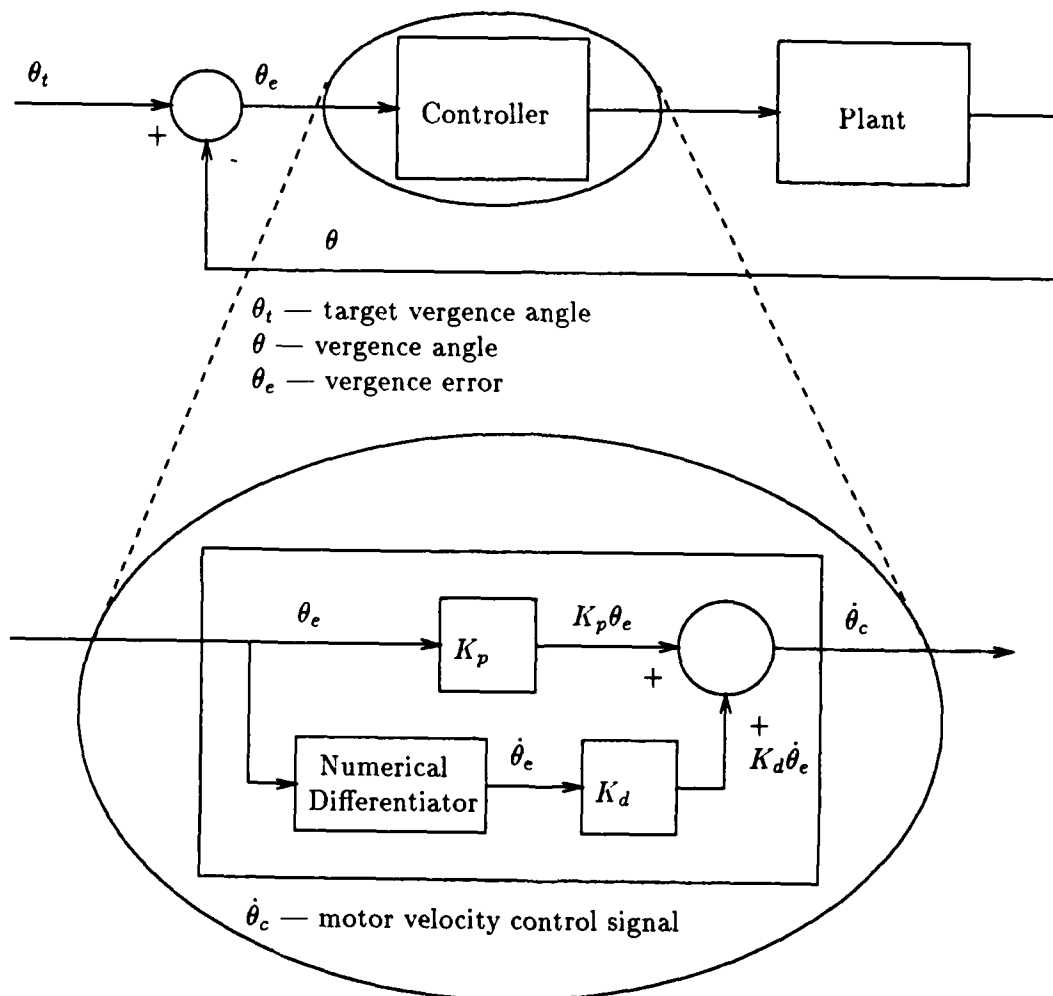 θ_t
θ_e
Controller
Plant
+
-
θ
θ_t — target vergence angle
θ — vergence angle
θ_e — vergence error
θ_e
K_p
K_pθ_e
+
θ̇_c
Numerical
Differentiator
θ̇_e
K_d
+
K_dθ̇_e
θ̇_c — motor velocity control signal